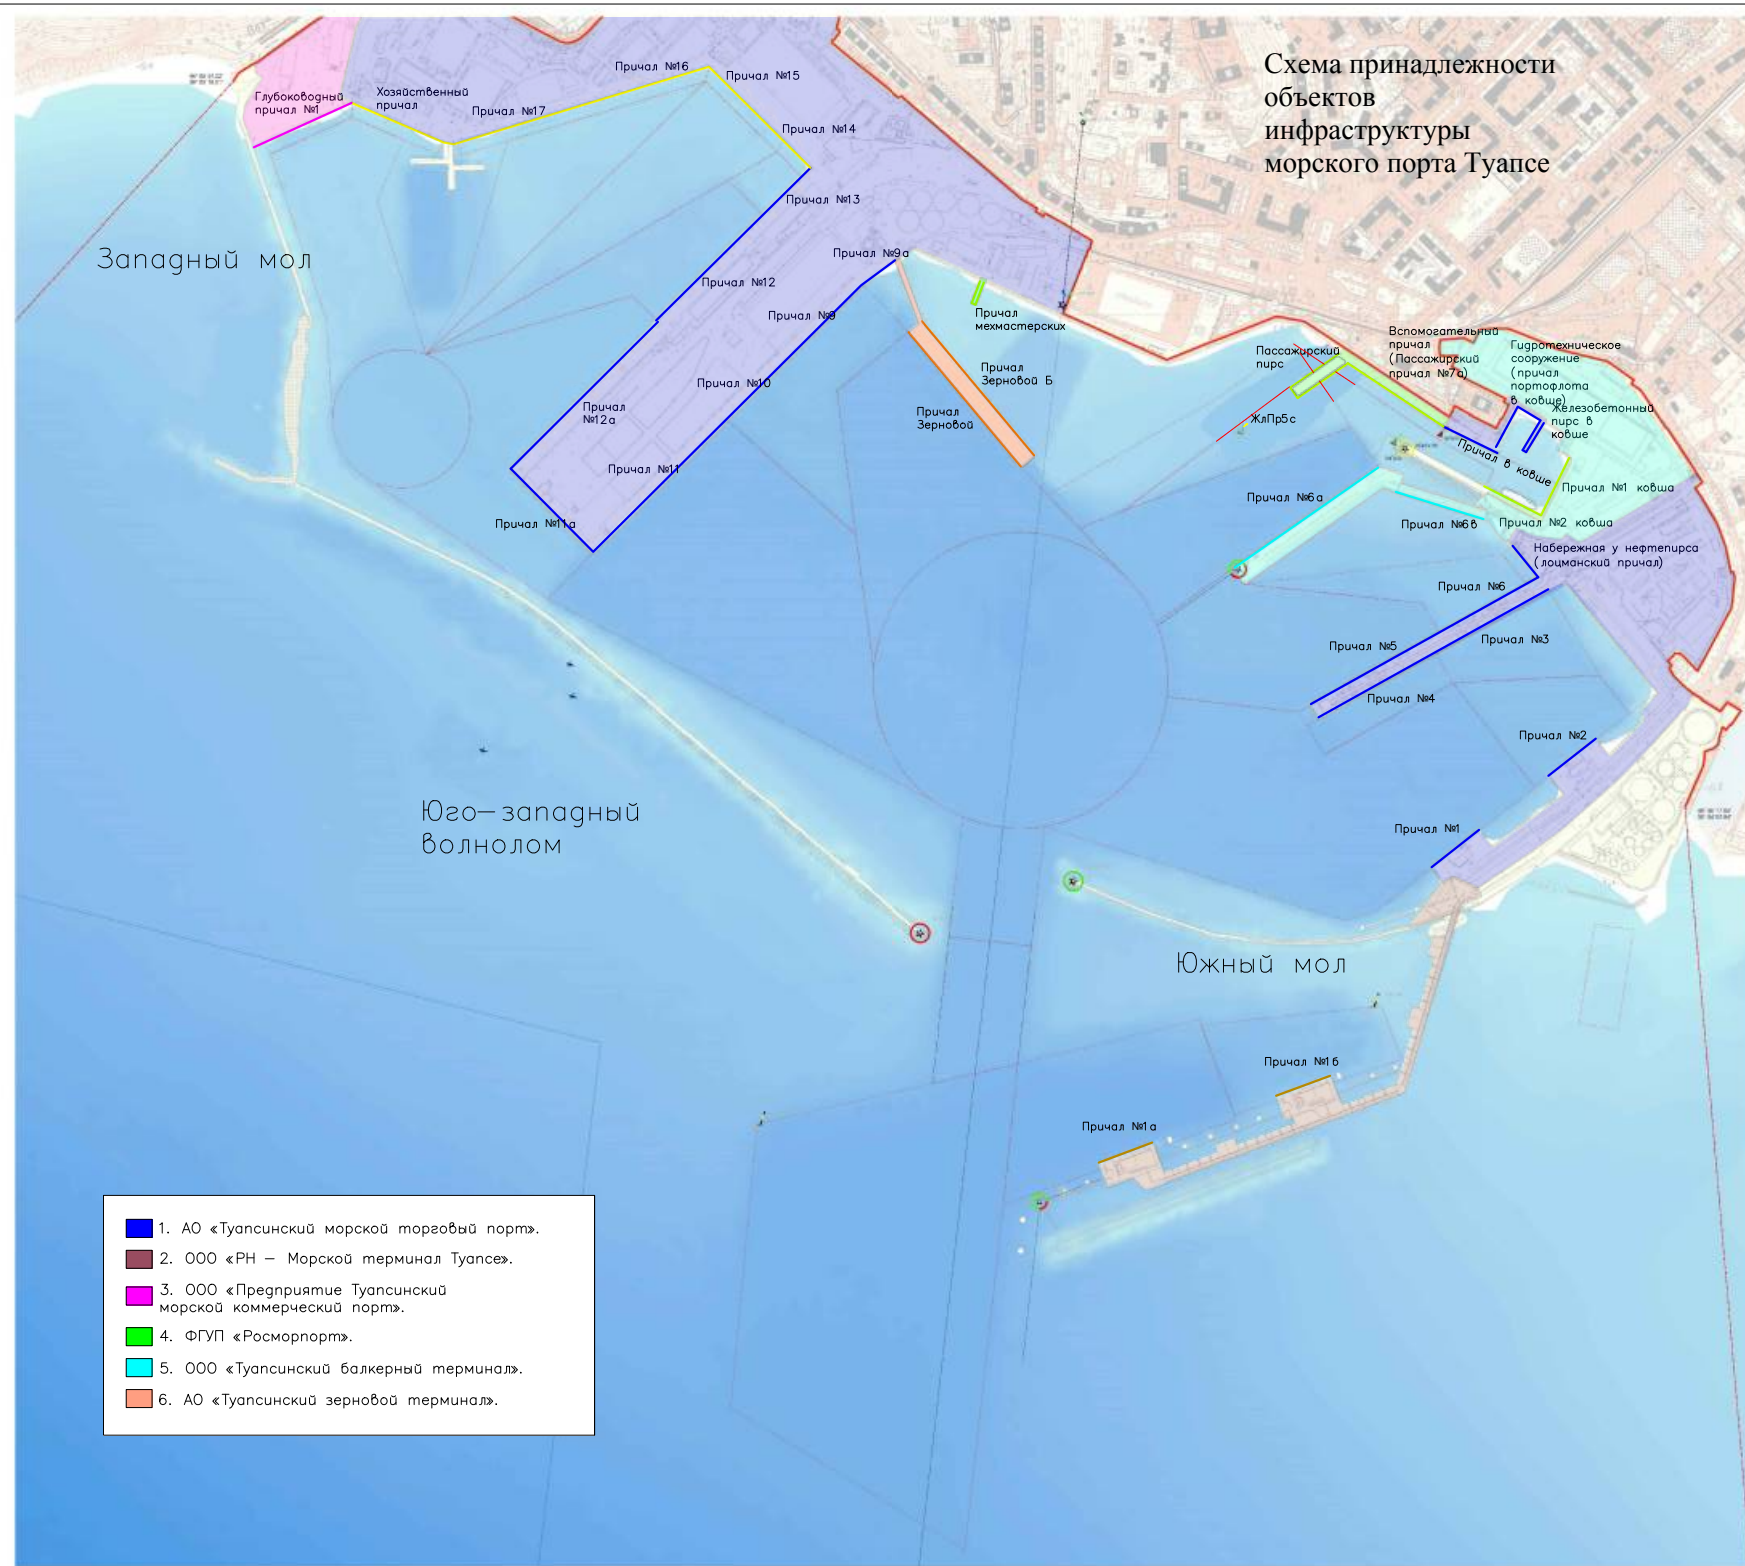 Схема принадлежности
объектов
инфраструктуры
морского порта Туапсе
Причал №16
Причал №15
Глубоководный
причал №1
Хозяйственный
причал
Причал №17
Причал №14
Причал №13
Западный мол
Причал №9а
Причал №12
Причал №9
Причал
мехмастерских
Причал №10
Причал
Зерновой Б
Причал
№12а
Причал
Зерновой
Причал №11
Причал №11а
Пассажирский
пирс
Вспомогательный
причал
(Пассажирский
причал №7а)
Гидротехническое
сооружение
(причал
портофлота
в ковше)
Железобетонный
пирс в
ковше
ЖлПр5с
Причал в ковше
Причал №1 ковша
Причал №6а
Причал №6в
Причал №2 ковша
Набережная у нефтепирса
(лоцманский причал)
Причал №6
Причал №3
Причал №5
Причал №4
Причал №2
Причал №1
Юго-западный
волнолом
Южный мол
Причал №1б
Причал №1а
1. АО «Туапсинский морской торговый порт».
2. ООО «РН – Морской терминал Туапсе».
3. ООО «Предприятие Туапсинский
морской коммерческий порт».
4. ФГУП «Росморпорт».
5. ООО «Туапсинский балкерный терминал».
6. АО «Туапсинский зерновой терминал».